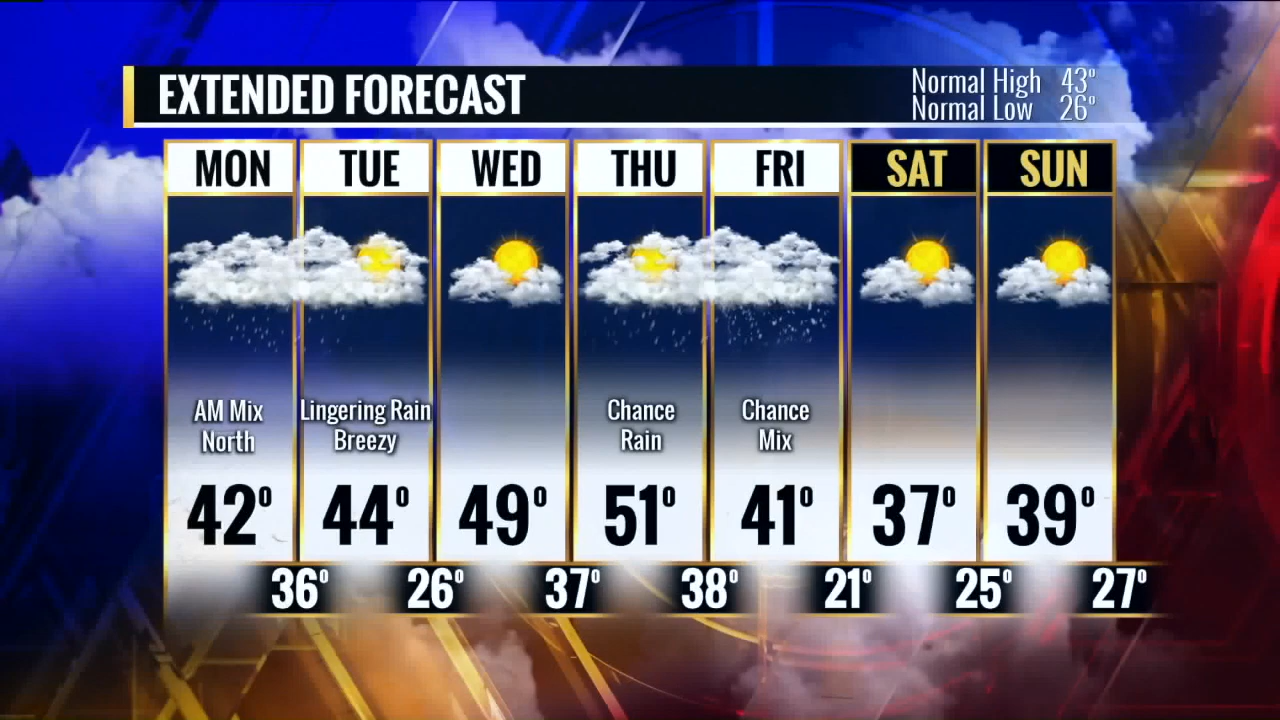 EXTENDED FORECAST
Normal High 43°
Normal Low 26°
MON TUE WED THU FRI SAT SUN
AM Mix Lingering Rain Chance Chance
North Breezy Rain Mix
42° 44° 49° 51° 41° 37° 39°
36° 26° 37° 38° 21° 25° 27°